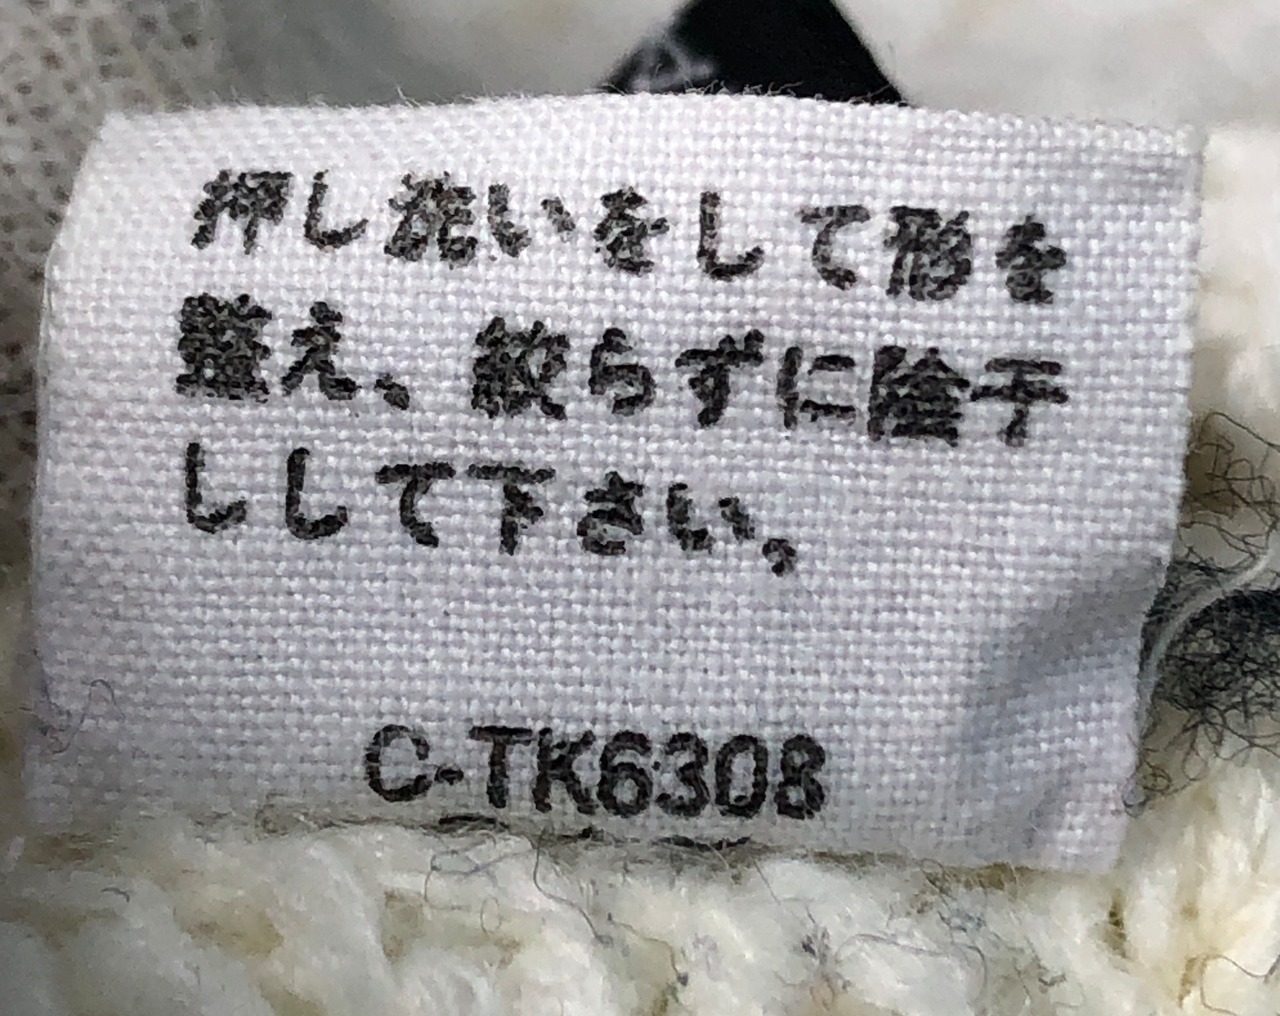 押し洗いをして形を
整え、絞らずに陰干
しして下さい、
C-TK6308